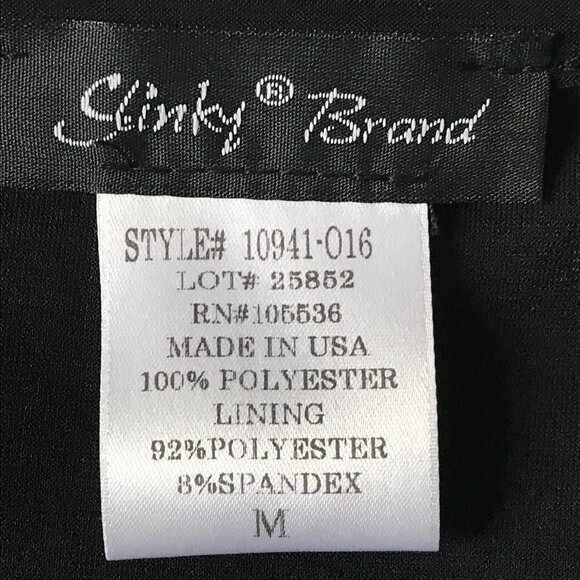 Slinky® Brand
STYLE# 10941-016
LOT# 25852
RN#105536
MADE IN USA
100% POLYESTER
LINING
92%POLYESTER
8%SPANDEX
M